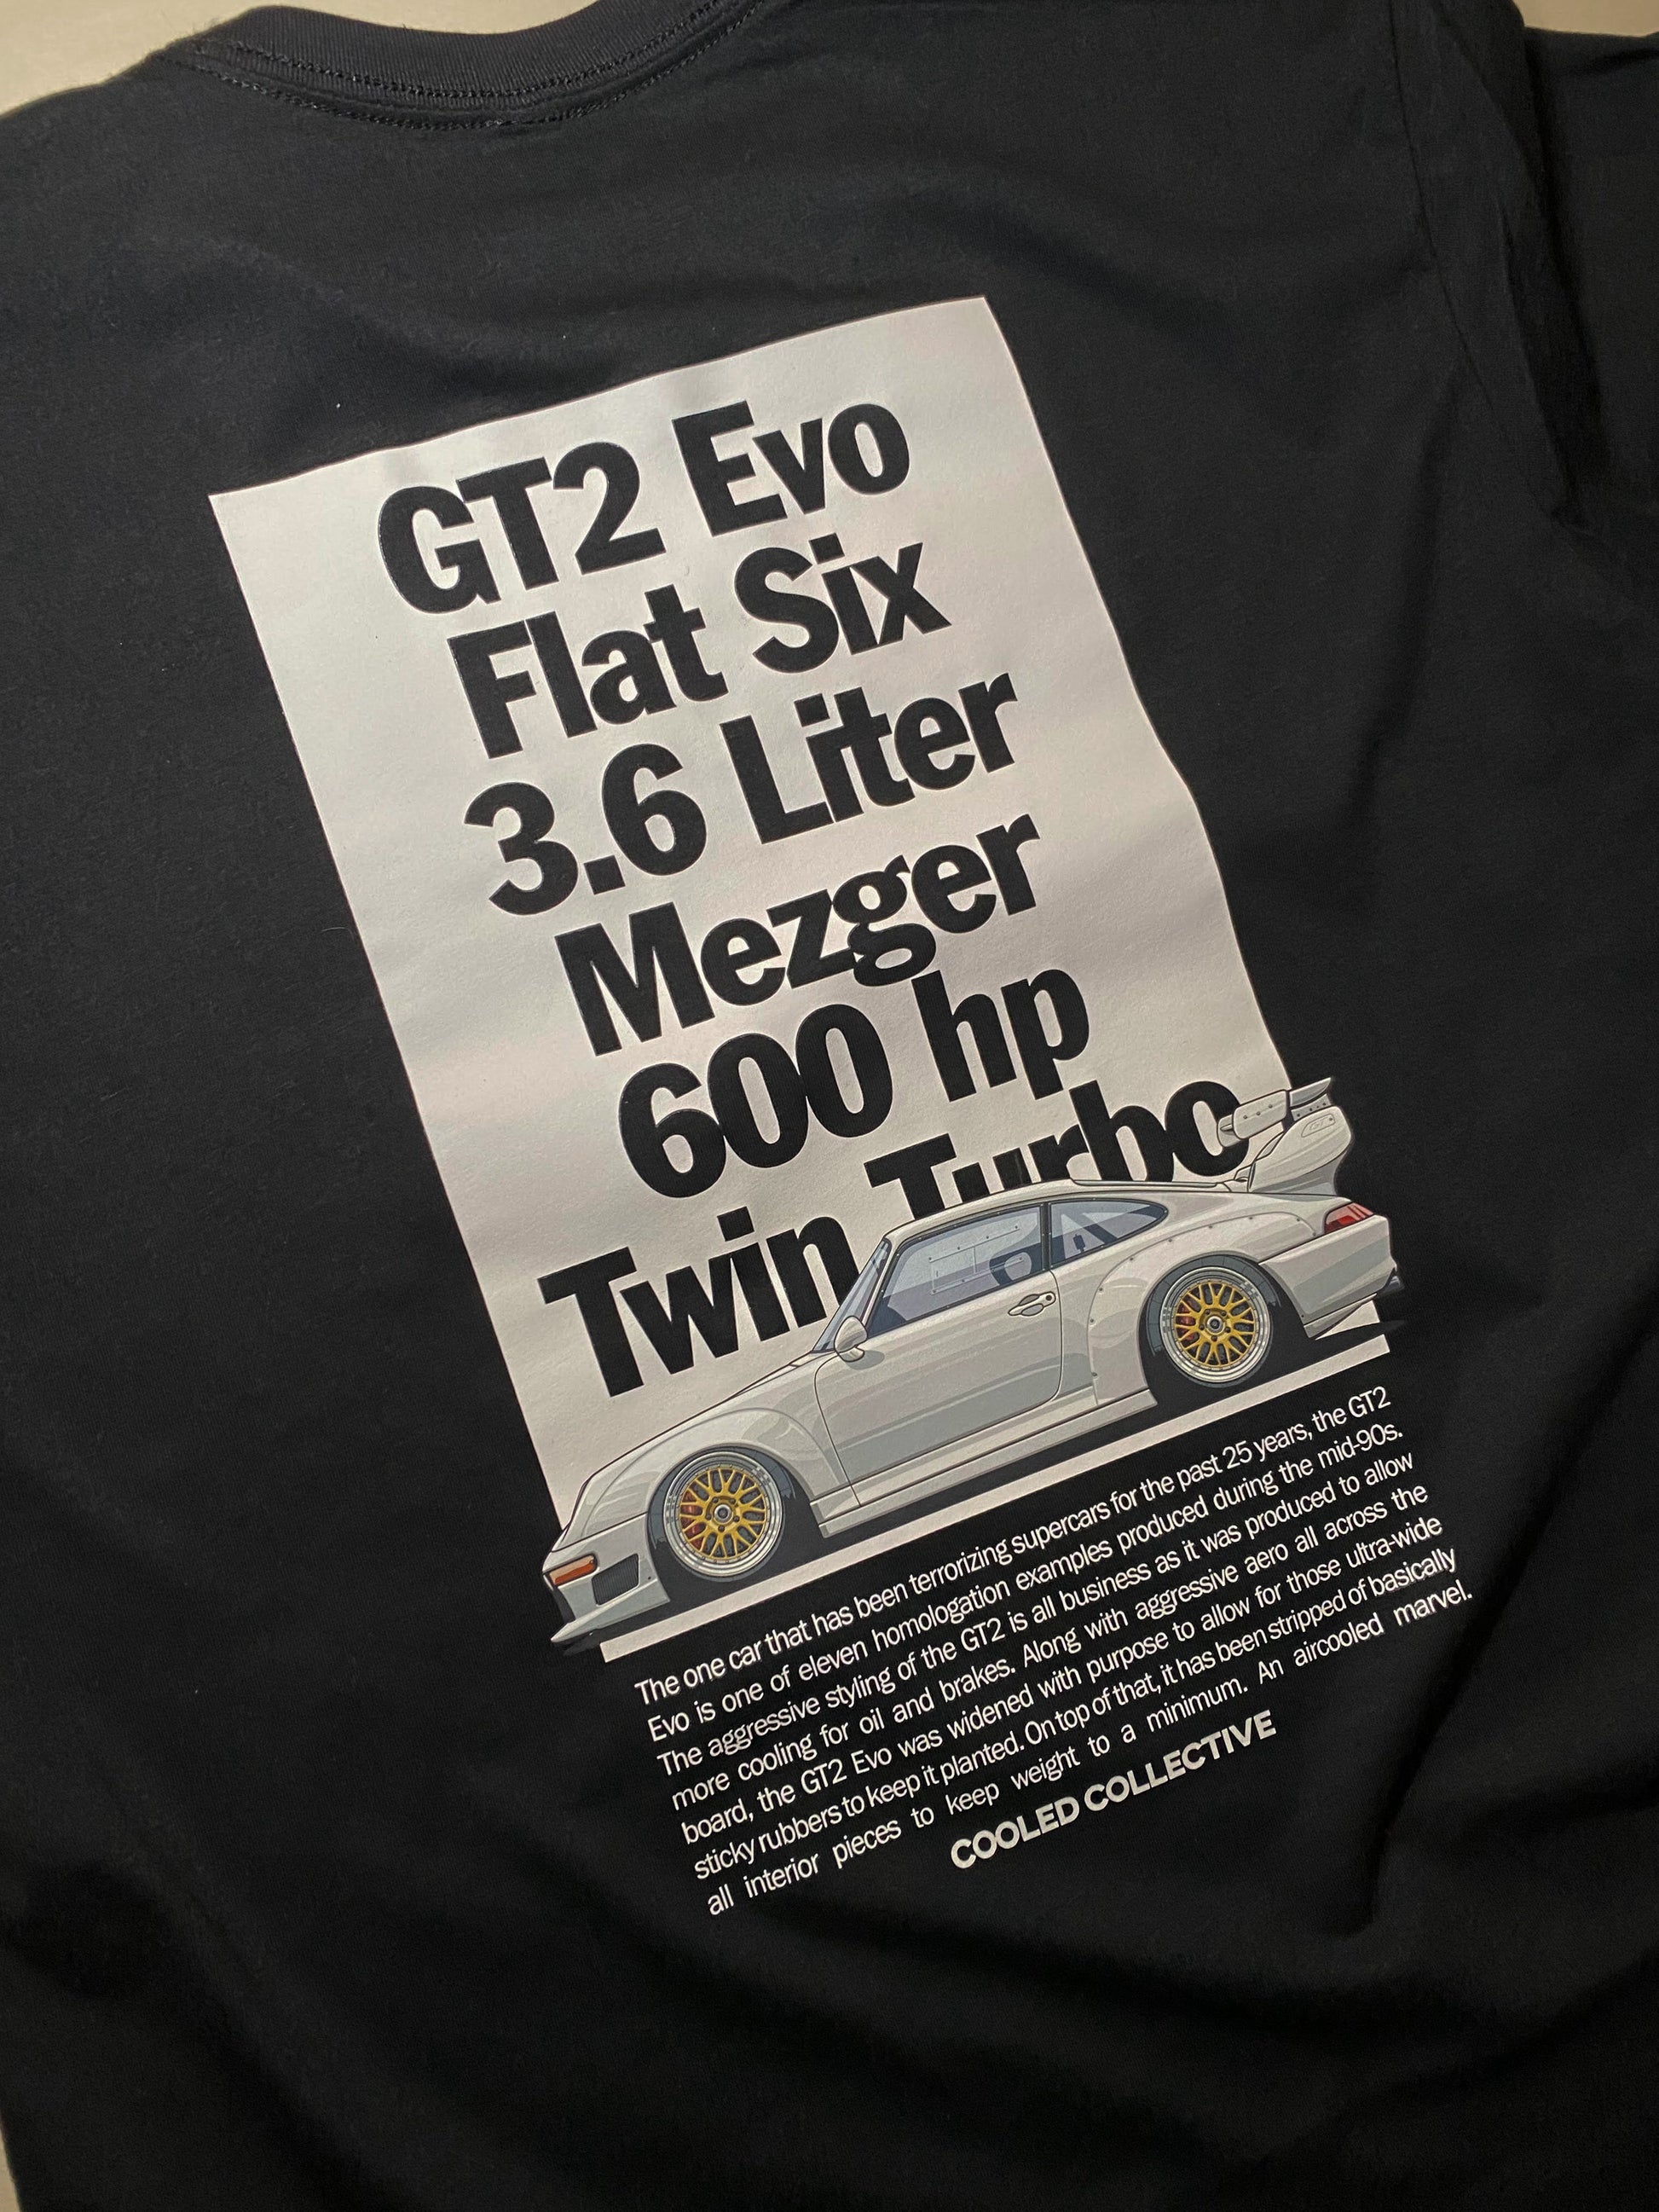 GT2 Evo
Flat Six
3.6 Liter
Mezger
600 hp
Twin Turbo
The one car that has been terrorizing supercars for the past 25 years, the GT2
Evo is one of eleven homologation examples produced during the mid-90s.
The aggressive styling of the GT2 is all business as it was produced to allow
more cooling for oil and brakes. Along with aggressive aero all across the
board, the GT2 Evo was widened with purpose to allow for those ultra-wide
sticky rubbers to keep it planted. On top of that, it has been stripped of basically
all interior pieces to keep weight to a minimum. An aircooled marvel.
COOLED COLLECTIVE